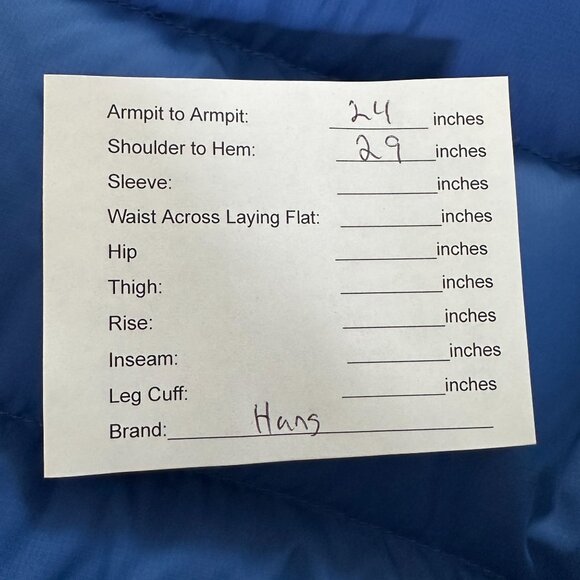 Armpit to Armpit: 24 inches
Shoulder to Hem: 29 inches
Sleeve: inches
Waist Across Laying Flat: inches
Hip inches
Thigh: inches
Rise: inches
Inseam: inches
Leg Cuff: inches
Brand: Hang